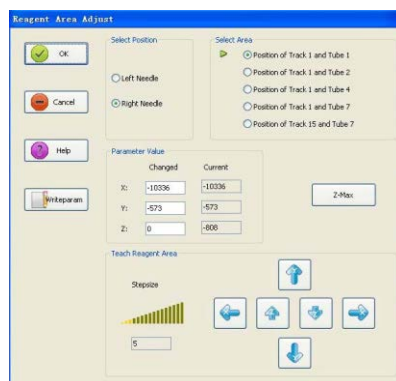 Reagent Area Adjust
OK
Cancel
Help
Writeparam
Select Position
Left Needle
Right Needle
Select Area
Position of Track 1 and Tube 1
Position of Track 1 and Tube 2
Position of Track 1 and Tube 4
Position of Track 1 and Tube 7
Position of Track 15 and Tube 7
Parameter Value
Changed Current
X: -10336 -10336
Y: -573 -573
Z: 0 -808
Z-Max
Teach Reagent Area
Stepsize
5